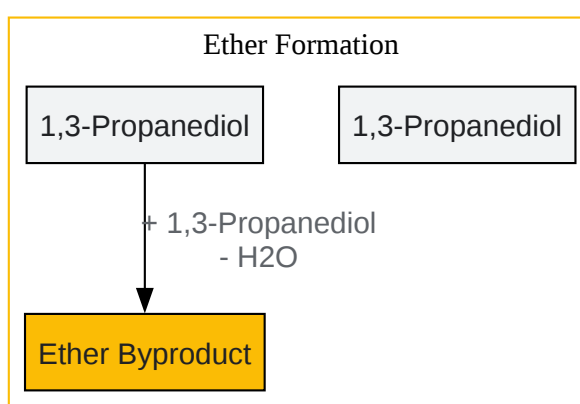 Ether Formation
1,3-Propanediol
1,3-Propanediol
+ 1,3-Propanediol
- H2O
Ether Byproduct